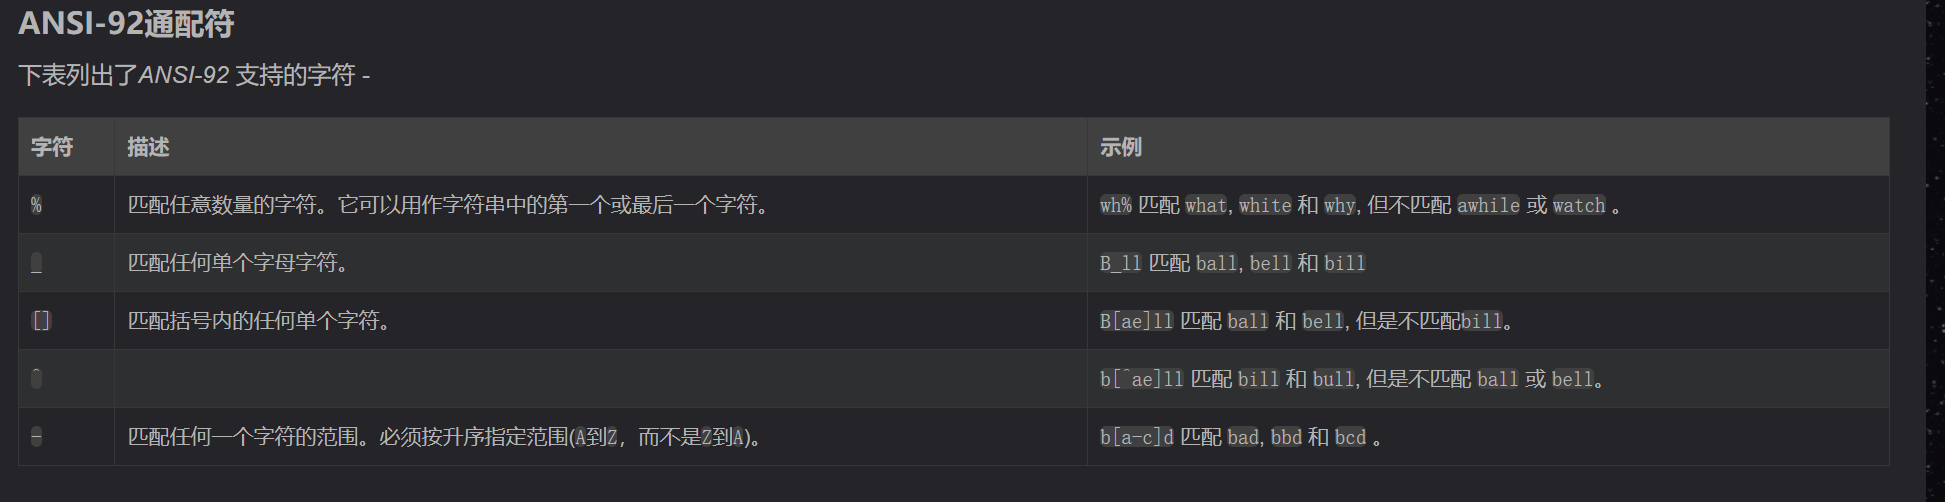 ANSI-92通配符
下表列出了ANSI-92 支持的字符 -
字符 描述 示例
% 匹配任意数量的字符。它可以用作字符串中的第一个或最后一个字符。 wh% 匹配 what, white 和 why, 但不匹配 awhile 或 watch 。
_ 匹配任何单个字母字符。 B_ll 匹配 ball, bell 和 bill
[] 匹配括号内的任何单个字符。 B[ae]ll 匹配 ball 和 bell, 但是不匹配bill。
^ b[^ae]ll 匹配 bill 和 bull, 但是不匹配 ball 或 bell。
- 匹配任何一个字符的范围。必须按升序指定范围(A到Z，而不是Z到A)。 b[a-c]d 匹配 bad, bbd 和 bcd 。